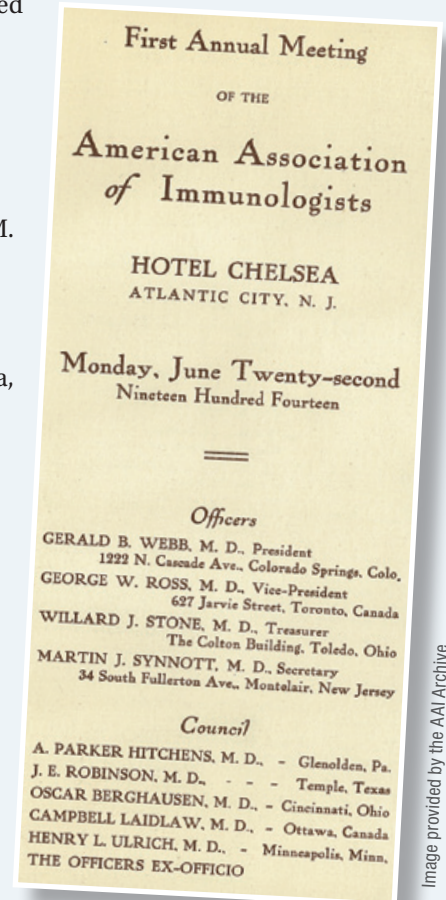 ed
M.
a,
First Annual Meeting
OF THE
American Association
of Immunologists
HOTEL CHELSEA
ATLANTIC CITY, N. J.
Monday, June Twenty-second
Nineteen Hundred Fourteen
Officers
GERALD B. WEBB, M. D., President
1222 N. Cascade Ave., Colorado Springs, Colo.
GEORGE W. ROSS, M. D., Vice-President
627 Jarvie Street, Toronto, Canada
WILLARD J. STONE, M. D., Treasurer
The Colton Building, Toledo, Ohio
MARTIN J. SYNNOTT, M. D., Secretary
34 South Fullerton Ave., Montclair, New Jersey
Council
A. PARKER HITCHENS, M. D., - Glenolden, Pa.
J. E. ROBINSON, M. D., - - - Temple, Texas
OSCAR BERGHAUSEN, M. D., - Cincinnati, Ohio
CAMPBELL LAIDLAW, M. D., - Ottawa, Canada
HENRY L. ULRICH, M. D., - Minneapolis, Minn.
THE OFFICERS EX-OFFICIO
Image provided by the AAI Archive